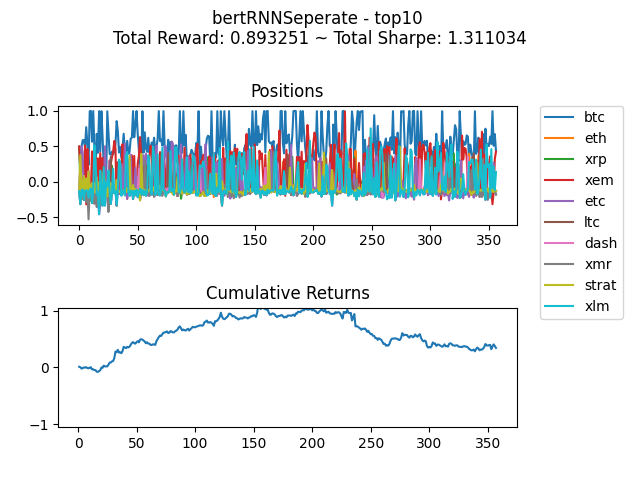 bertRNNSeperate - top10
Total Reward: 0.893251 ~ Total Sharpe: 1.311034
Positions
1.0
0.5
0.0
−0.5
0 50 100 150 200 250 300 350
btc
eth
xrp
xem
etc
ltc
dash
xmr
strat
xlm
Cumulative Returns
1
0
−1
0 50 100 150 200 250 300 350